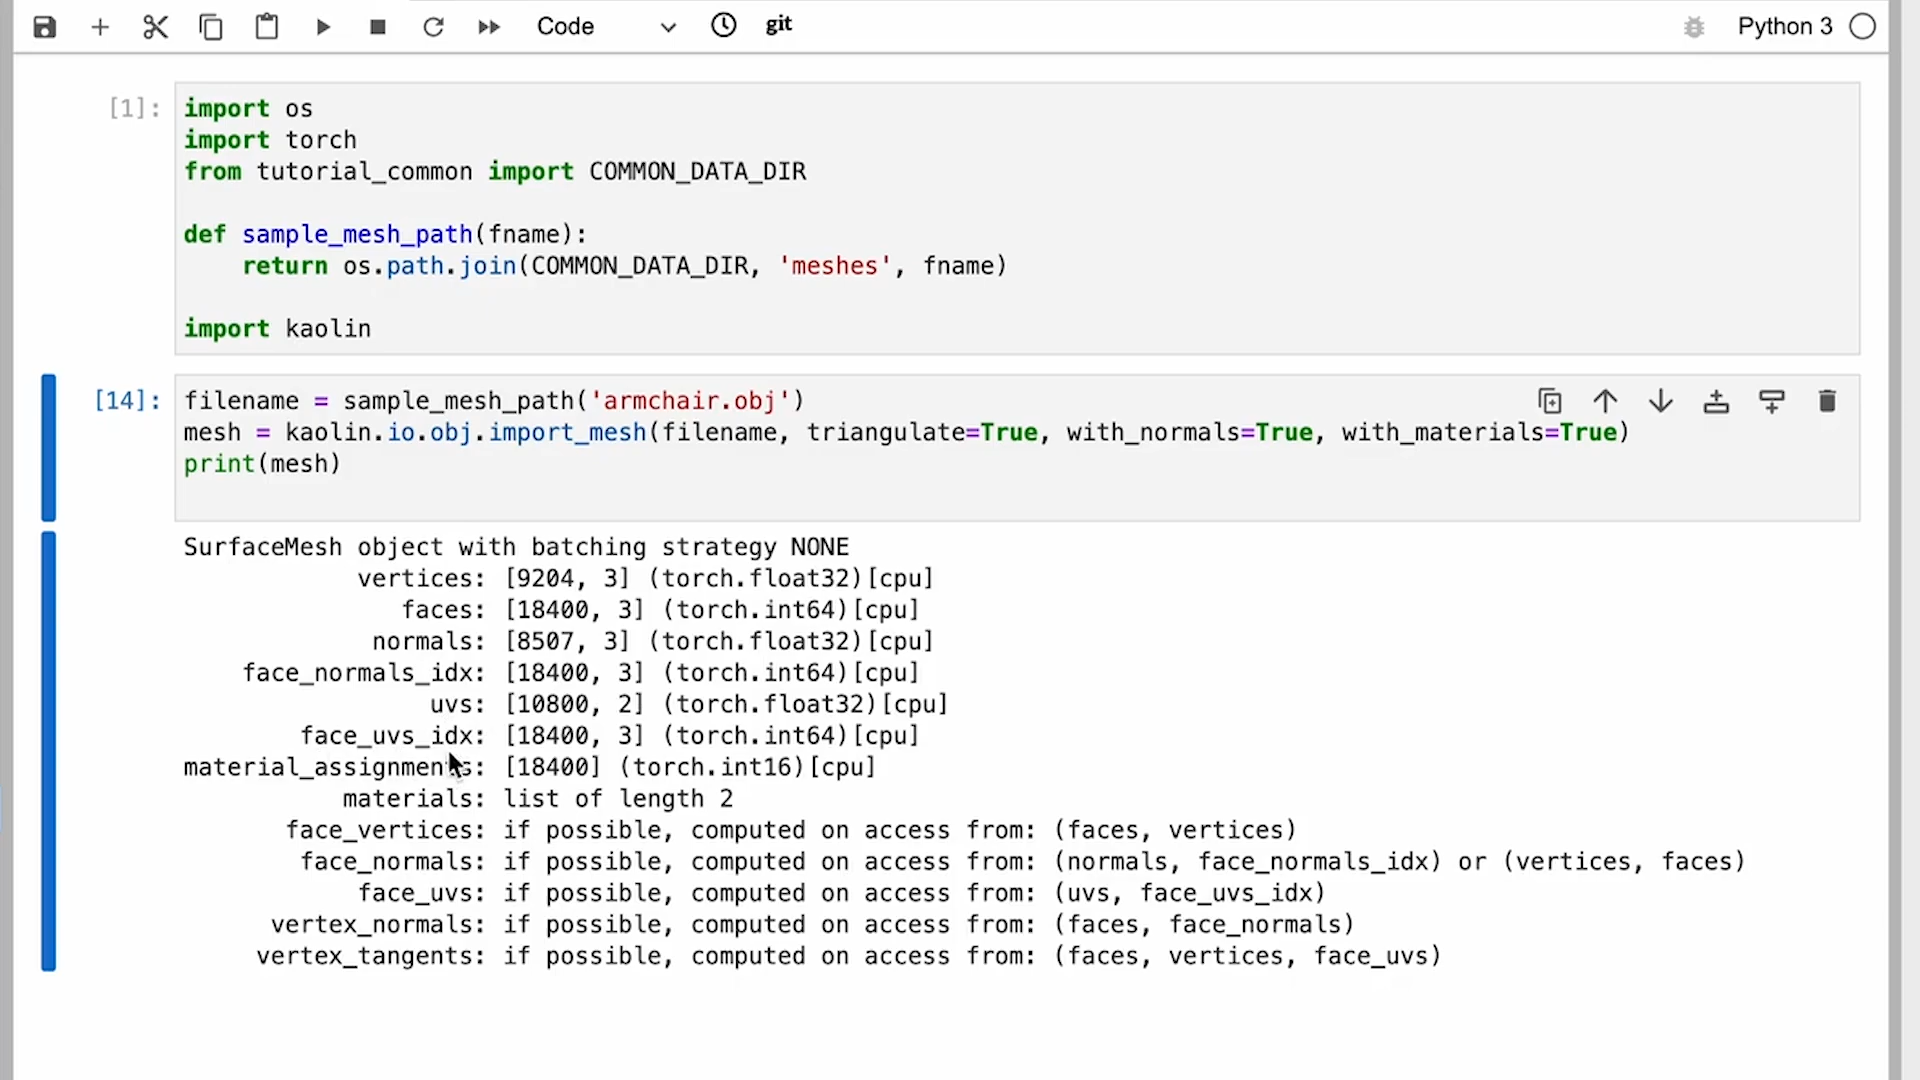 Code git Python 3
[1]: import os
import torch
from tutorial_common import COMMON_DATA_DIR
def sample_mesh_path(fname):
    return os.path.join(COMMON_DATA_DIR, 'meshes', fname)
import kaolin
[14]: filename = sample_mesh_path('armchair.obj')
mesh = kaolin.io.obj.import_mesh(filename, triangulate=True, with_normals=True, with_materials=True)
print(mesh)
SurfaceMesh object with batching strategy NONE
vertices: [9204, 3] (torch.float32)[cpu]
faces: [18400, 3] (torch.int64)[cpu]
normals: [8507, 3] (torch.float32)[cpu]
face_normals_idx: [18400, 3] (torch.int64)[cpu]
uvs: [10800, 2] (torch.float32)[cpu]
face_uvs_idx: [18400, 3] (torch.int64)[cpu]
material_assignments: [18400] (torch.int16)[cpu]
materials: list of length 2
face_vertices: if possible, computed on access from: (faces, vertices)
face_normals: if possible, computed on access from: (normals, face_normals_idx) or (vertices, faces)
face_uvs: if possible, computed on access from: (uvs, face_uvs_idx)
vertex_normals: if possible, computed on access from: (faces, face_normals)
vertex_tangents: if possible, computed on access from: (faces, vertices, face_uvs)